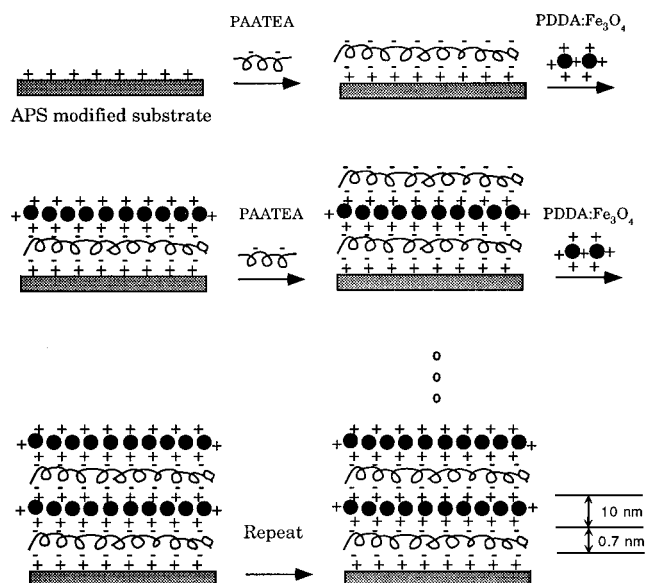 PAATEA
PDDA:Fe₃O₄
APS modified substrate
PAATEA
PDDA:Fe₃O₄
Repeat
10 nm
0.7 nm